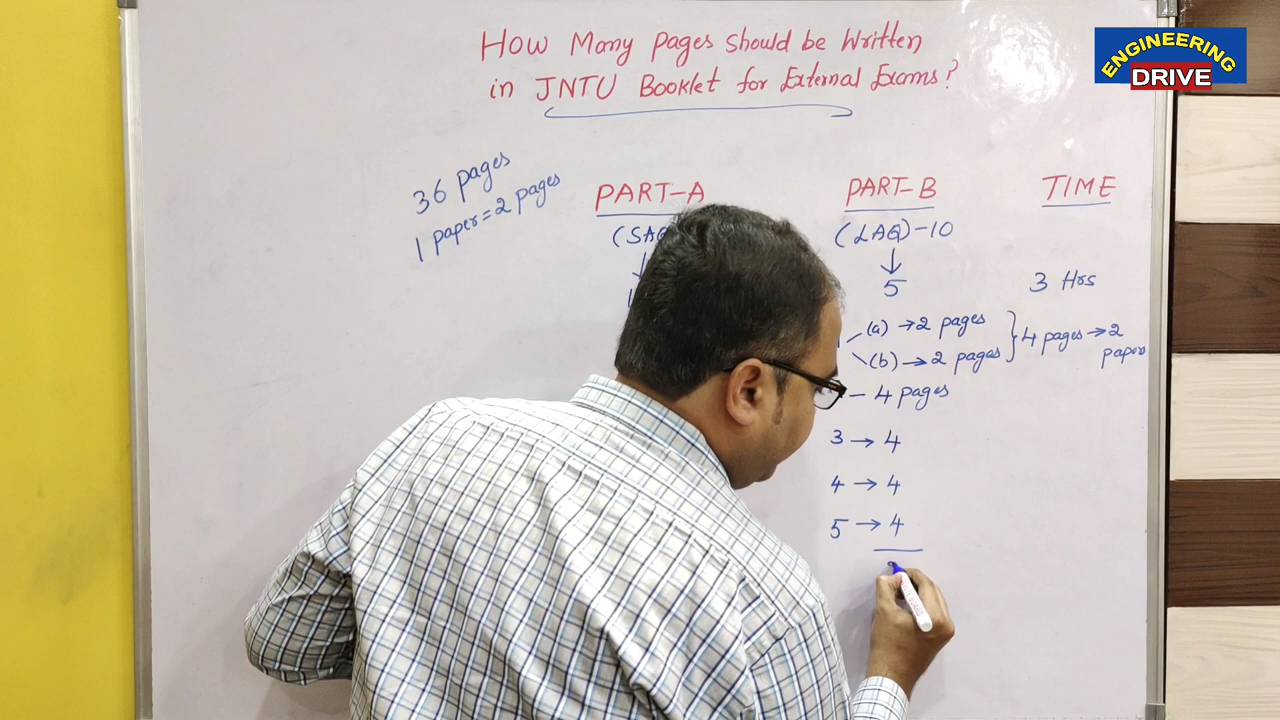 How Many pages should be Written
in JNTU Booklet for External Exams?
ENGINEERING
DRIVE
36 pages
1 paper = 2 pages
PART-A
(SAQ
PART-B
(LAQ) - 10
5
(a) → 2 pages
(b) → 2 pages
4 pages → 2
papers
- 4 pages
3 → 4
4 → 4
5 → 4
TIME
3 Hrs